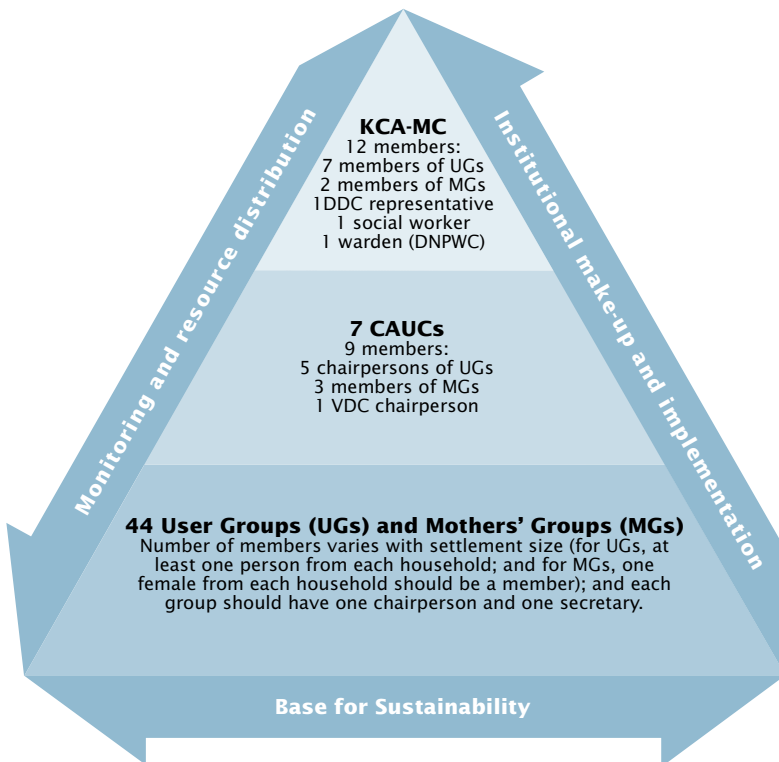 KCA-MC
12 members:
7 members of UGs
2 members of MGs
1DDC representative
1 social worker
1 warden (DNPWC)
7 CAUCs
9 members:
5 chairpersons of UGs
3 members of MGs
1 VDC chairperson
44 User Groups (UGs) and Mothers’ Groups (MGs)
Number of members varies with settlement size (for UGs, at
least one person from each household; and for MGs, one
female from each household should be a member); and each
group should have one chairperson and one secretary.
Monitoring and resource distribution
Institutional make-up and implementation
Base for Sustainability